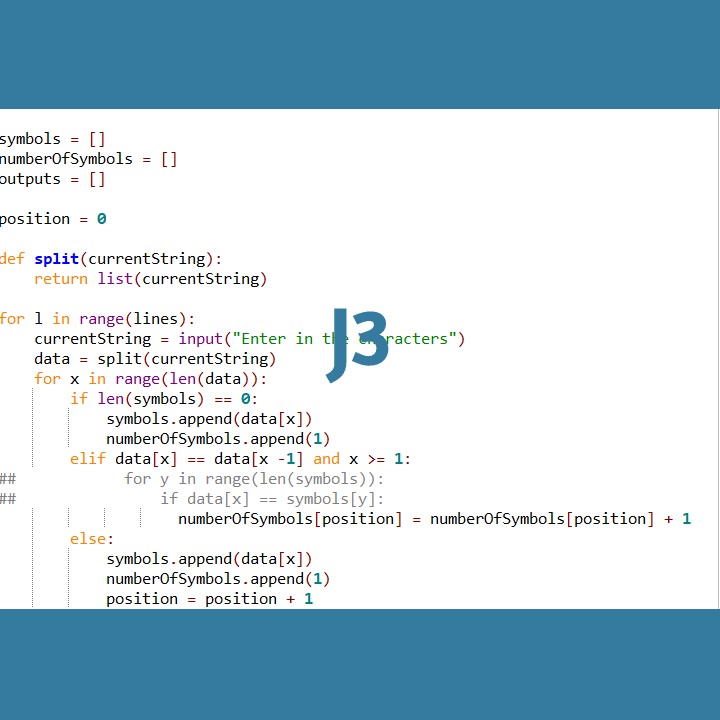 symbols = []
numberOfSymbols = []
outputs = []
position = 0
def split(currentString):
    return list(currentString)
for l in range(lines):
    currentString = input("Enter in the characters")
    data = split(currentString)
    for x in range(len(data)):
        if len(symbols) == 0:
            symbols.append(data[x])
            numberOfSymbols.append(1)
        elif data[x] == data[x -1] and x >= 1:
##            for y in range(len(symbols)):
##                if data[x] == symbols[y]:
                    numberOfSymbols[position] = numberOfSymbols[position] + 1
        else:
            symbols.append(data[x])
            numberOfSymbols.append(1)
            position = position + 1
J3